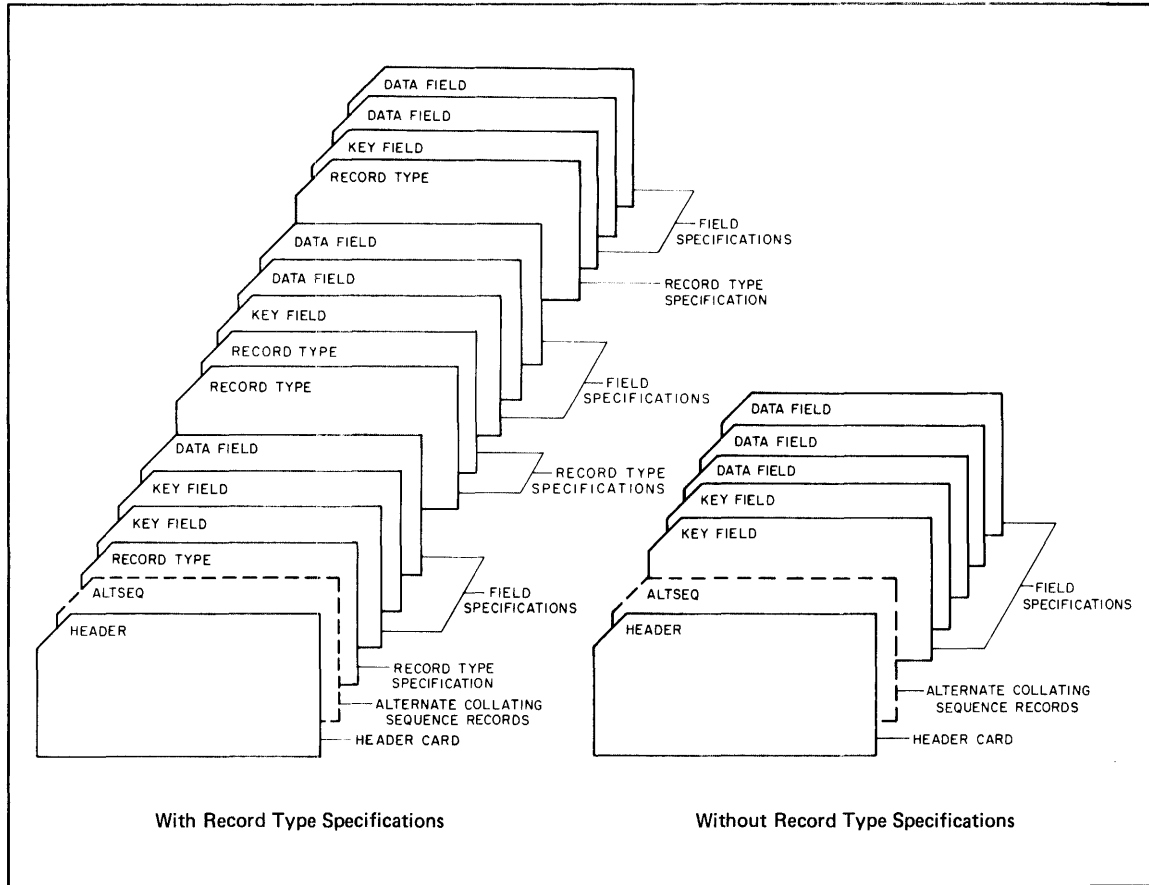 DATA FIELD
DATA FIELD
KEY FIELD
RECORD TYPE
FIELD
SPECIFICATIONS
DATA FIELD
DATA FIELD
RECORD TYPE
SPECIFICATION
KEY FIELD
RECORD TYPE
RECORD TYPE
FIELD
SPECIFICATIONS
DATA FIELD
KEY FIELD
RECORD TYPE
SPECIFICATIONS
KEY FIELD
RECORD TYPE
ALTSEQ
FIELD
SPECIFICATIONS
HEADER
RECORD TYPE
SPECIFICATION
ALTERNATE COLLATING
SEQUENCE RECORDS
HEADER CARD
With Record Type Specifications
DATA FIELD
DATA FIELD
DATA FIELD
KEY FIELD
KEY FIELD
ALTSEQ
FIELD
SPECIFICATIONS
HEADER
ALTERNATE COLLATING
SEQUENCE RECORDS
HEADER CARD
Without Record Type Specifications